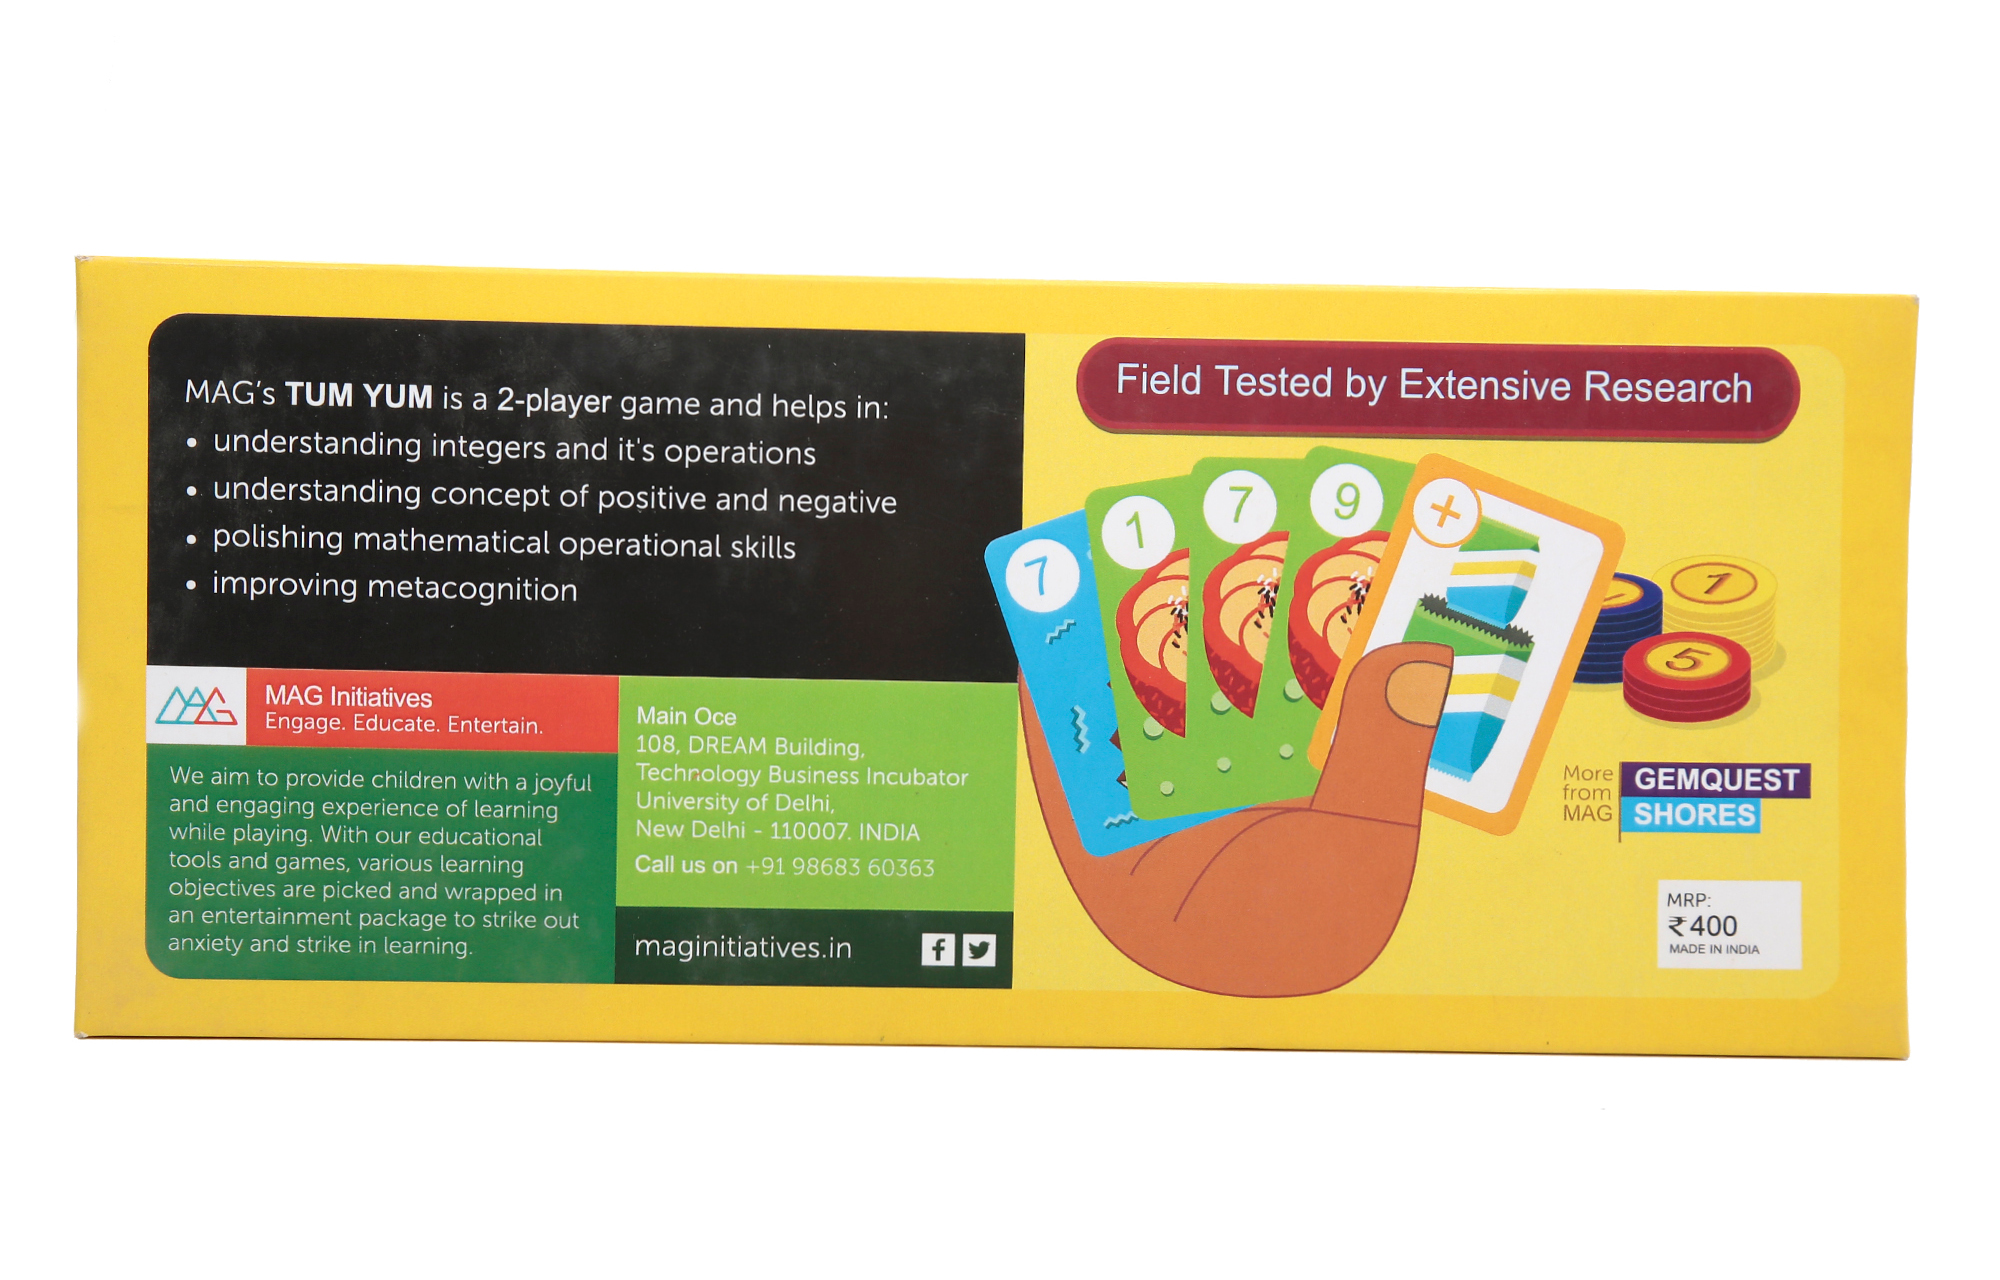 MAG's TUM YUM is a 2-player game and helps in:
• understanding integers and it's operations
• understanding concept of positive and negative
• polishing mathematical operational skills
• improving metacognition
MAG
MAG Initiatives
Engage. Educate. Entertain.
We aim to provide children with a joyful
and engaging experience of learning
while playing. With our educational
tools and games, various learning
objectives are picked and wrapped in
an entertainment package to strike out
anxiety and strike in learning.
Main Oce
108, DREAM Building,
Technology Business Incubator
University of Delhi,
New Delhi - 110007. INDIA
Call us on +91 98683 60363
maginitiatives.in
Field Tested by Extensive Research
7
1
7
9
+
1
5
More
from
MAG
GEMQUEST
SHORES
MRP:
₹400
MADE IN INDIA